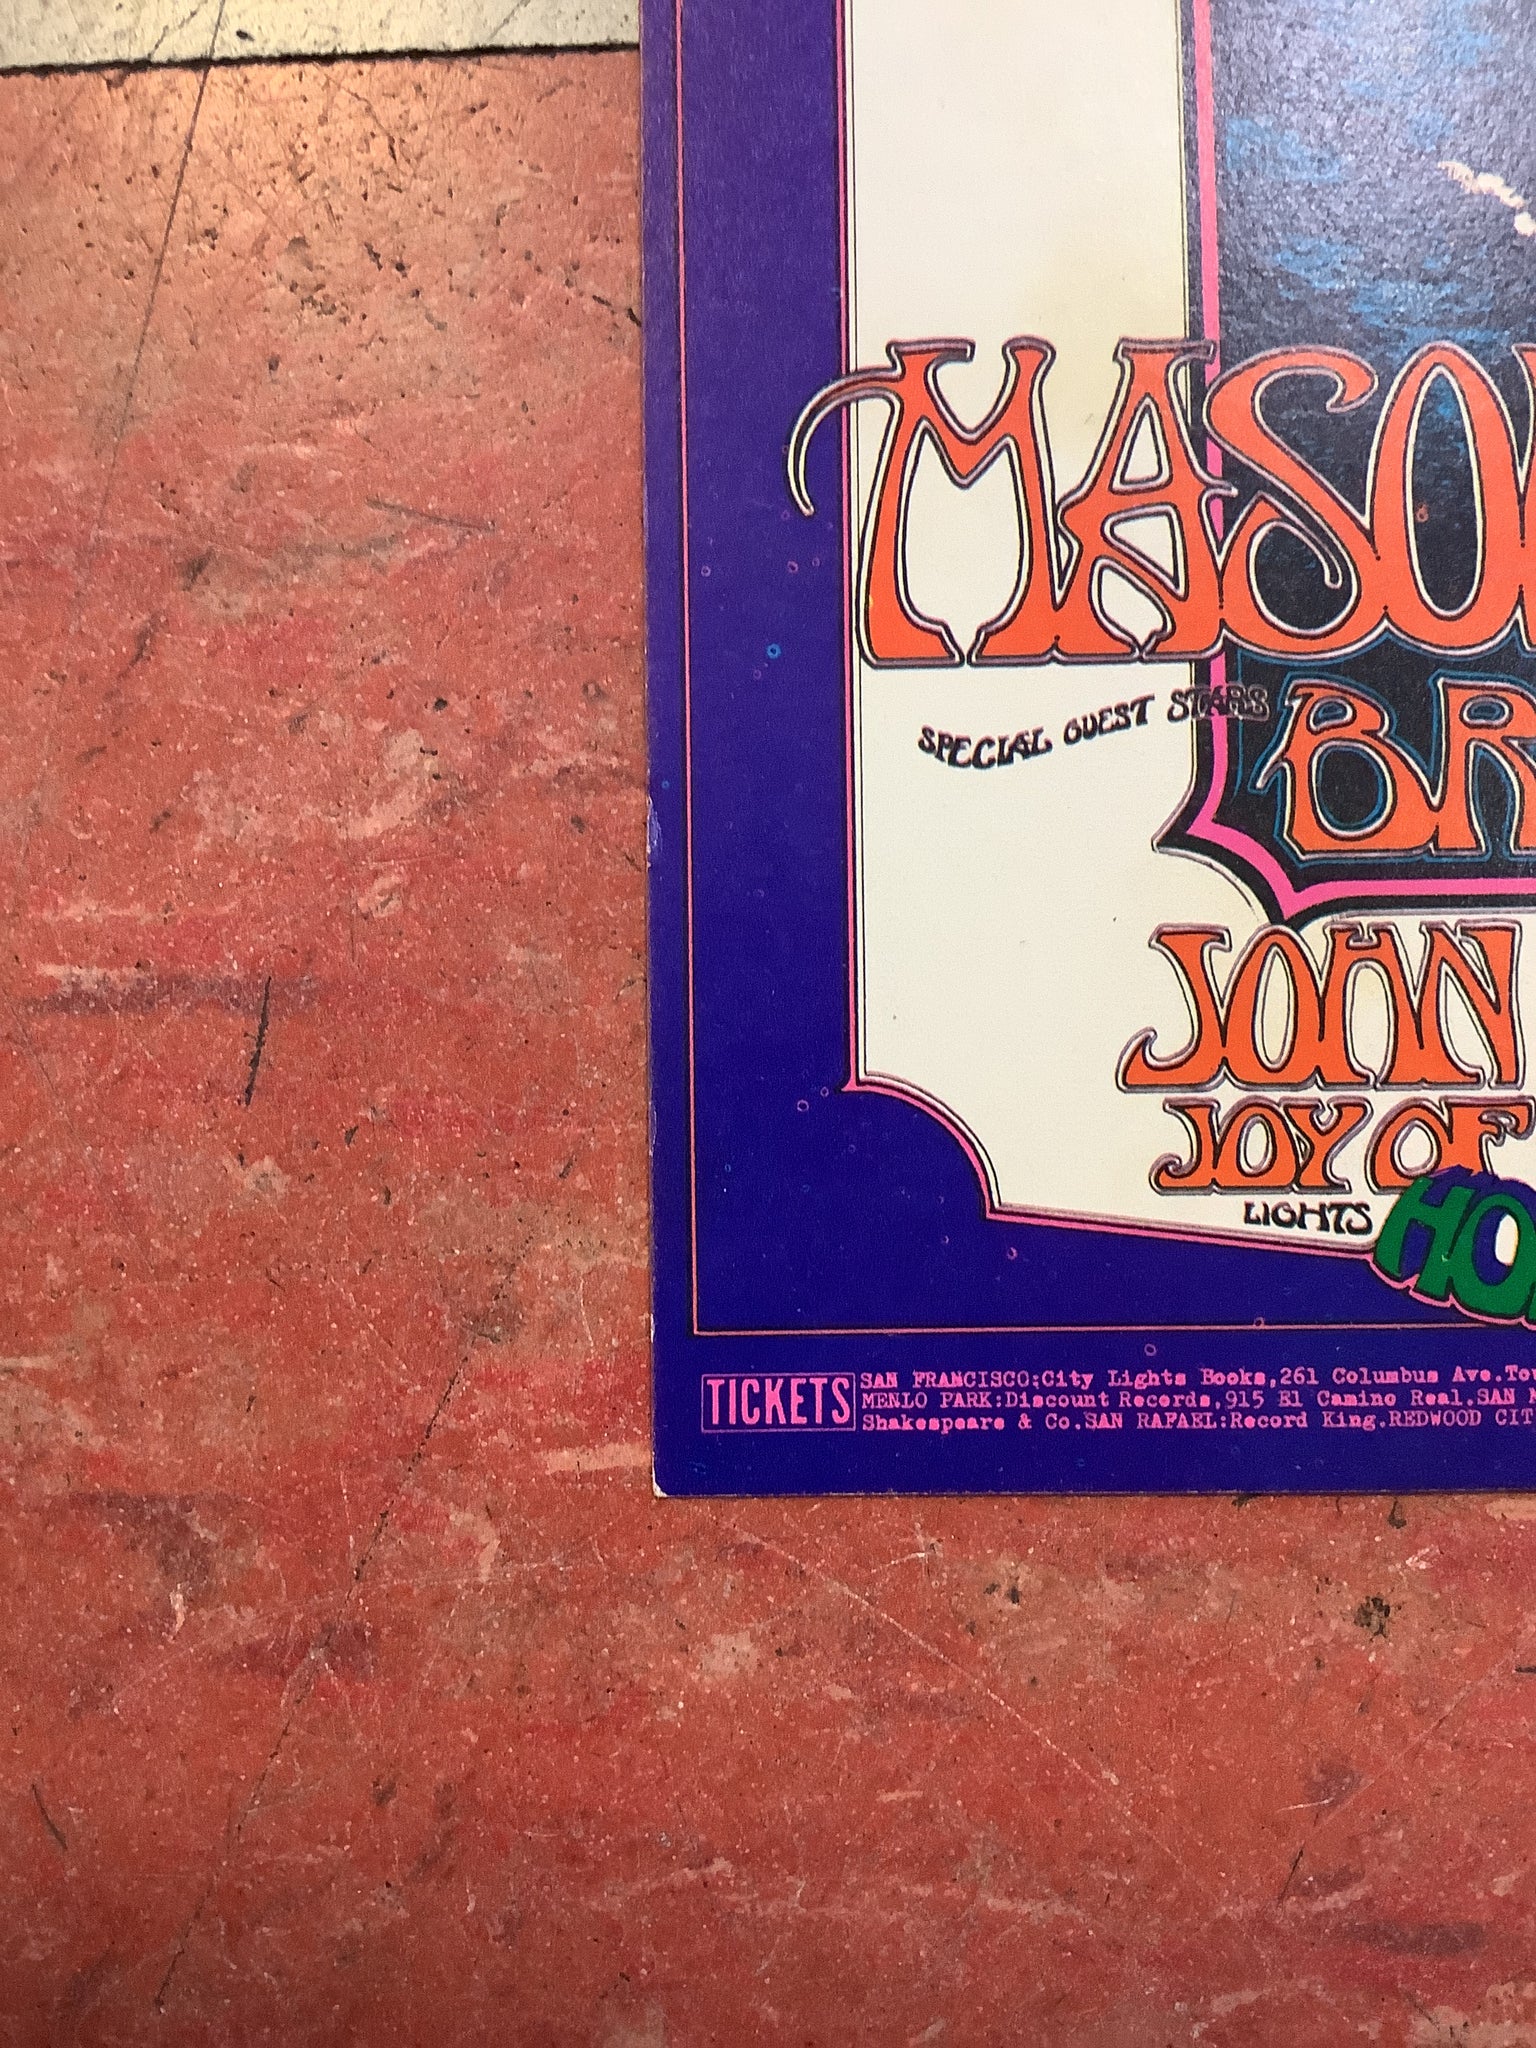 MASO
SPECIAL GUEST STARS
BR
JOHN
JOY OF
LIGHTS HO
TICKETS
SAN FRANCISCO:City Lights Books,261 Columbus Ave.Tow
MENLO PARK:Discount Records,915 El Camino Real.SAN
Shakespeare & Co.SAN RAFAEL:Record King.REDWOOD CIT